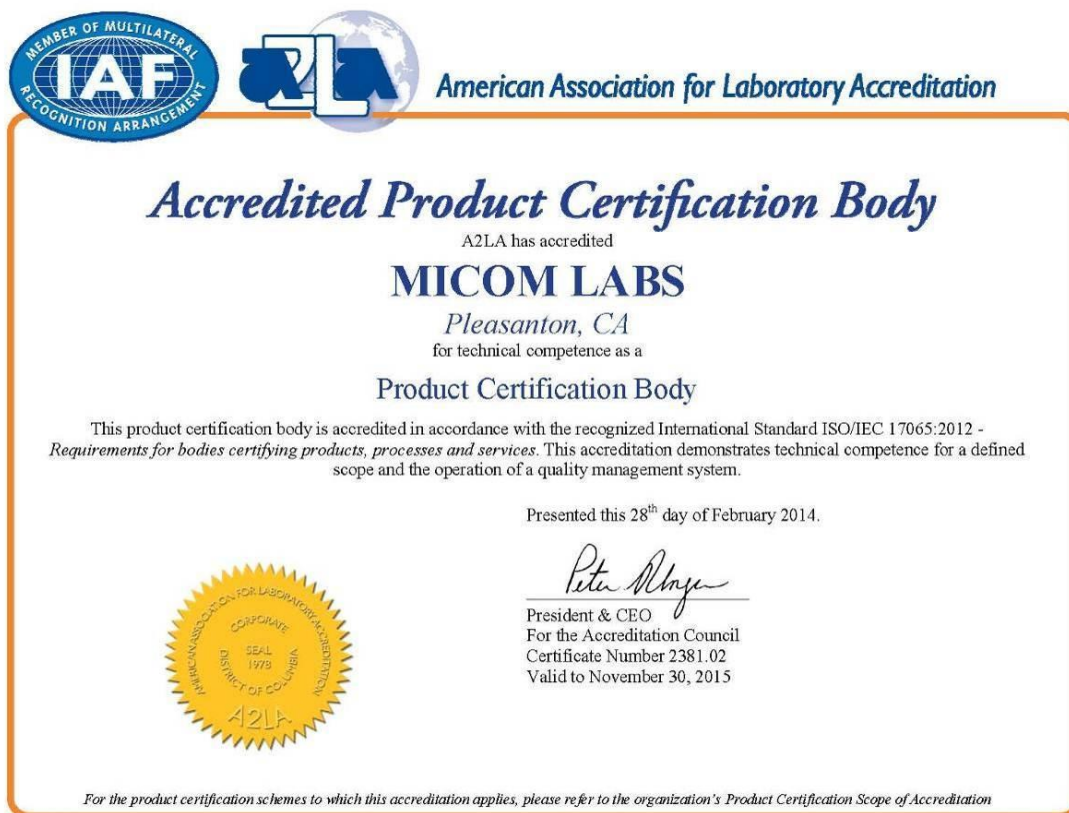 MEMBER OF MULTILATERAL
IAF
RECOGNITION ARRANGEMENT
A2LA
American Association for Laboratory Accreditation
Accredited Product Certification Body
A2LA has accredited
MICOM LABS
Pleasanton, CA
for technical competence as a
Product Certification Body
This product certification body is accredited in accordance with the recognized International Standard ISO/IEC 17065:2012 -
Requirements for bodies certifying products, processes and services. This accreditation demonstrates technical competence for a defined
scope and the operation of a quality management system.
Presented this 28th day of February 2014.
President & CEO
For the Accreditation Council
Certificate Number 2381.02
Valid to November 30, 2015
AMERICAN ASSOCIATION FOR LABORATORY ACCREDITATION
CORPORATE
SEAL
1978
DISTRICT OF COLUMBIA
A2LA
For the product certification schemes to which this accreditation applies, please refer to the organization's Product Certification Scope of Accreditation